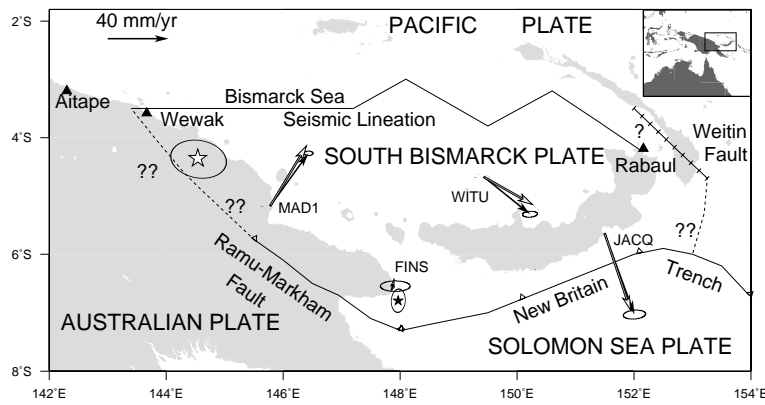 2˚S
4˚S
6˚S
8˚S
142˚E
144˚E
146˚E
148˚E
150˚E
152˚E
154˚E
40 mm/yr
PACIFIC PLATE
Aitape
Wewak
Bismarck Sea
Seismic Lineation
?
Weitin
Fault
Rabaul
SOUTH BISMARCK PLATE
??
??
MAD1
WITU
??
JACQ
FINS
Ramu-Markham
Fault
New Britain
Trench
AUSTRALIAN PLATE
SOLOMON SEA PLATE